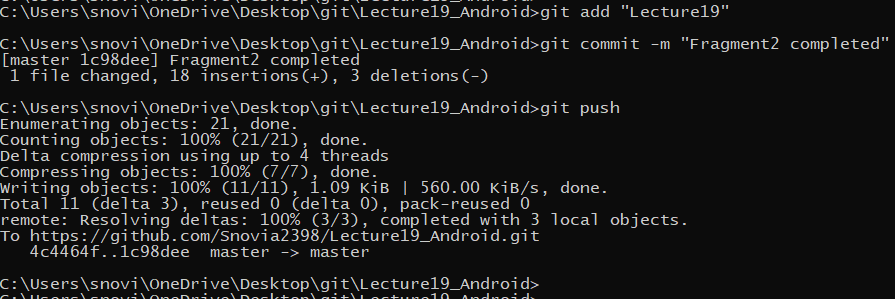 C:\Users\snovi\OneDrive\Desktop\git\Lecture19_Android>git add "Lecture19"
C:\Users\snovi\OneDrive\Desktop\git\Lecture19_Android>git commit -m "Fragment2 completed"
[master 1c98dee] Fragment2 completed
 1 file changed, 18 insertions(+), 3 deletions(-)
C:\Users\snovi\OneDrive\Desktop\git\Lecture19_Android>git push
Enumerating objects: 21, done.
Counting objects: 100% (21/21), done.
Delta compression using up to 4 threads
Compressing objects: 100% (7/7), done.
Writing objects: 100% (11/11), 1.09 KiB | 560.00 KiB/s, done.
Total 11 (delta 3), reused 0 (delta 0), pack-reused 0
remote: Resolving deltas: 100% (3/3), completed with 3 local objects.
To https://github.com/Snovia2398/Lecture19_Android.git
   4c4464f..1c98dee  master -> master
C:\Users\snovi\OneDrive\Desktop\git\Lecture19_Android>